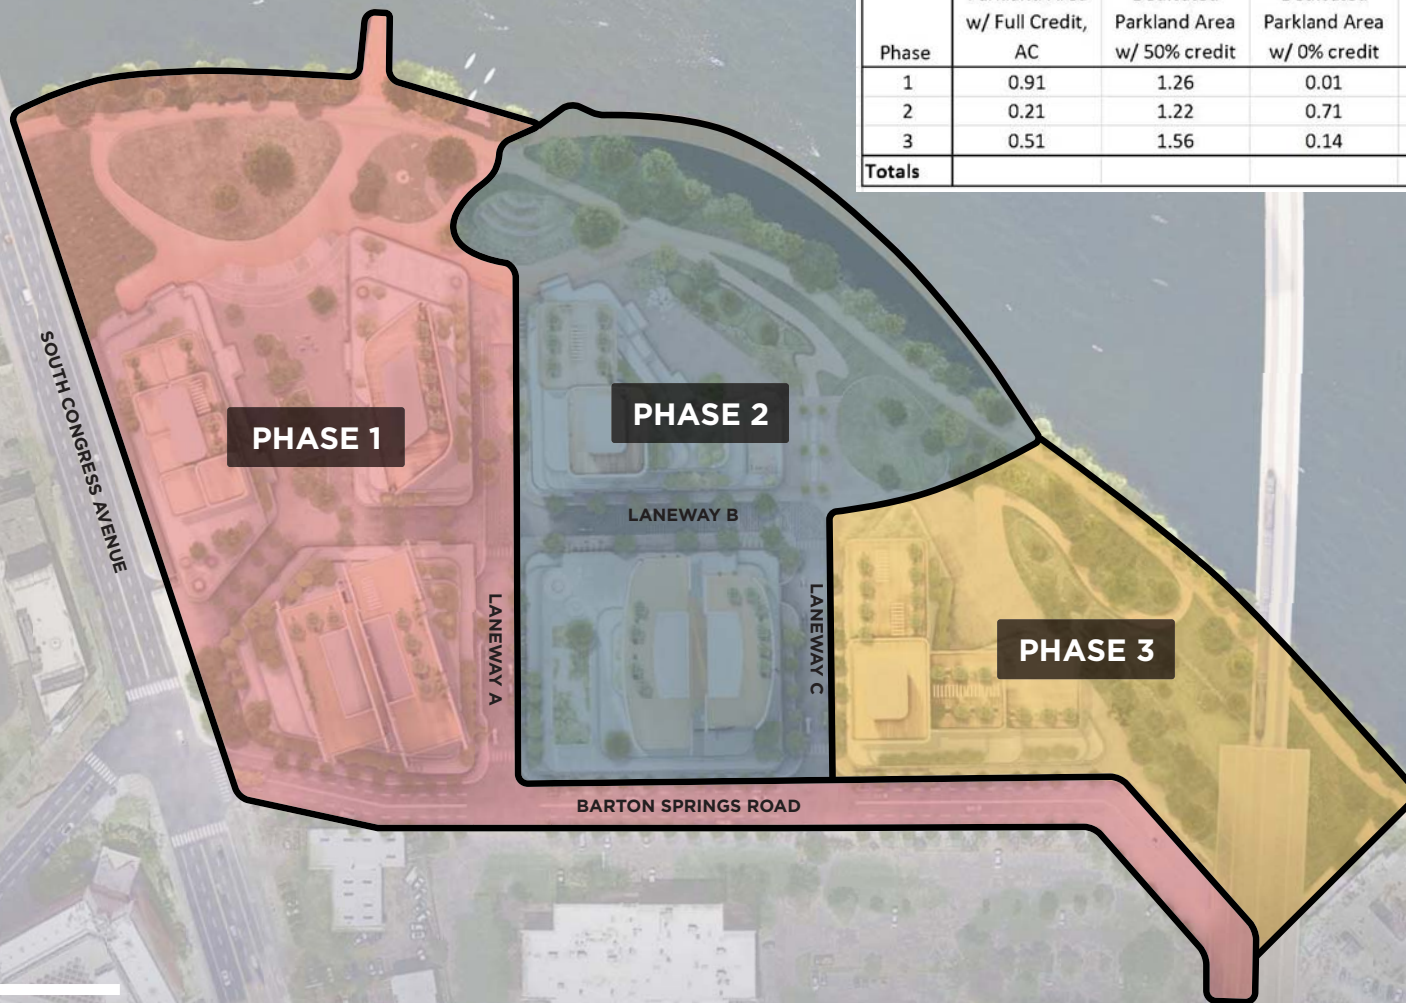 w/ Full Credit, Parkland Area Parkland Area
Phase AC w/ 50% credit w/ 0% credit
1 0.91 1.26 0.01
2 0.21 1.22 0.71
3 0.51 1.56 0.14
Totals
PHASE 1
PHASE 2
PHASE 3
SOUTH CONGRESS AVENUE
LANEWAY A
LANEWAY B
LANEWAY C
BARTON SPRINGS ROAD